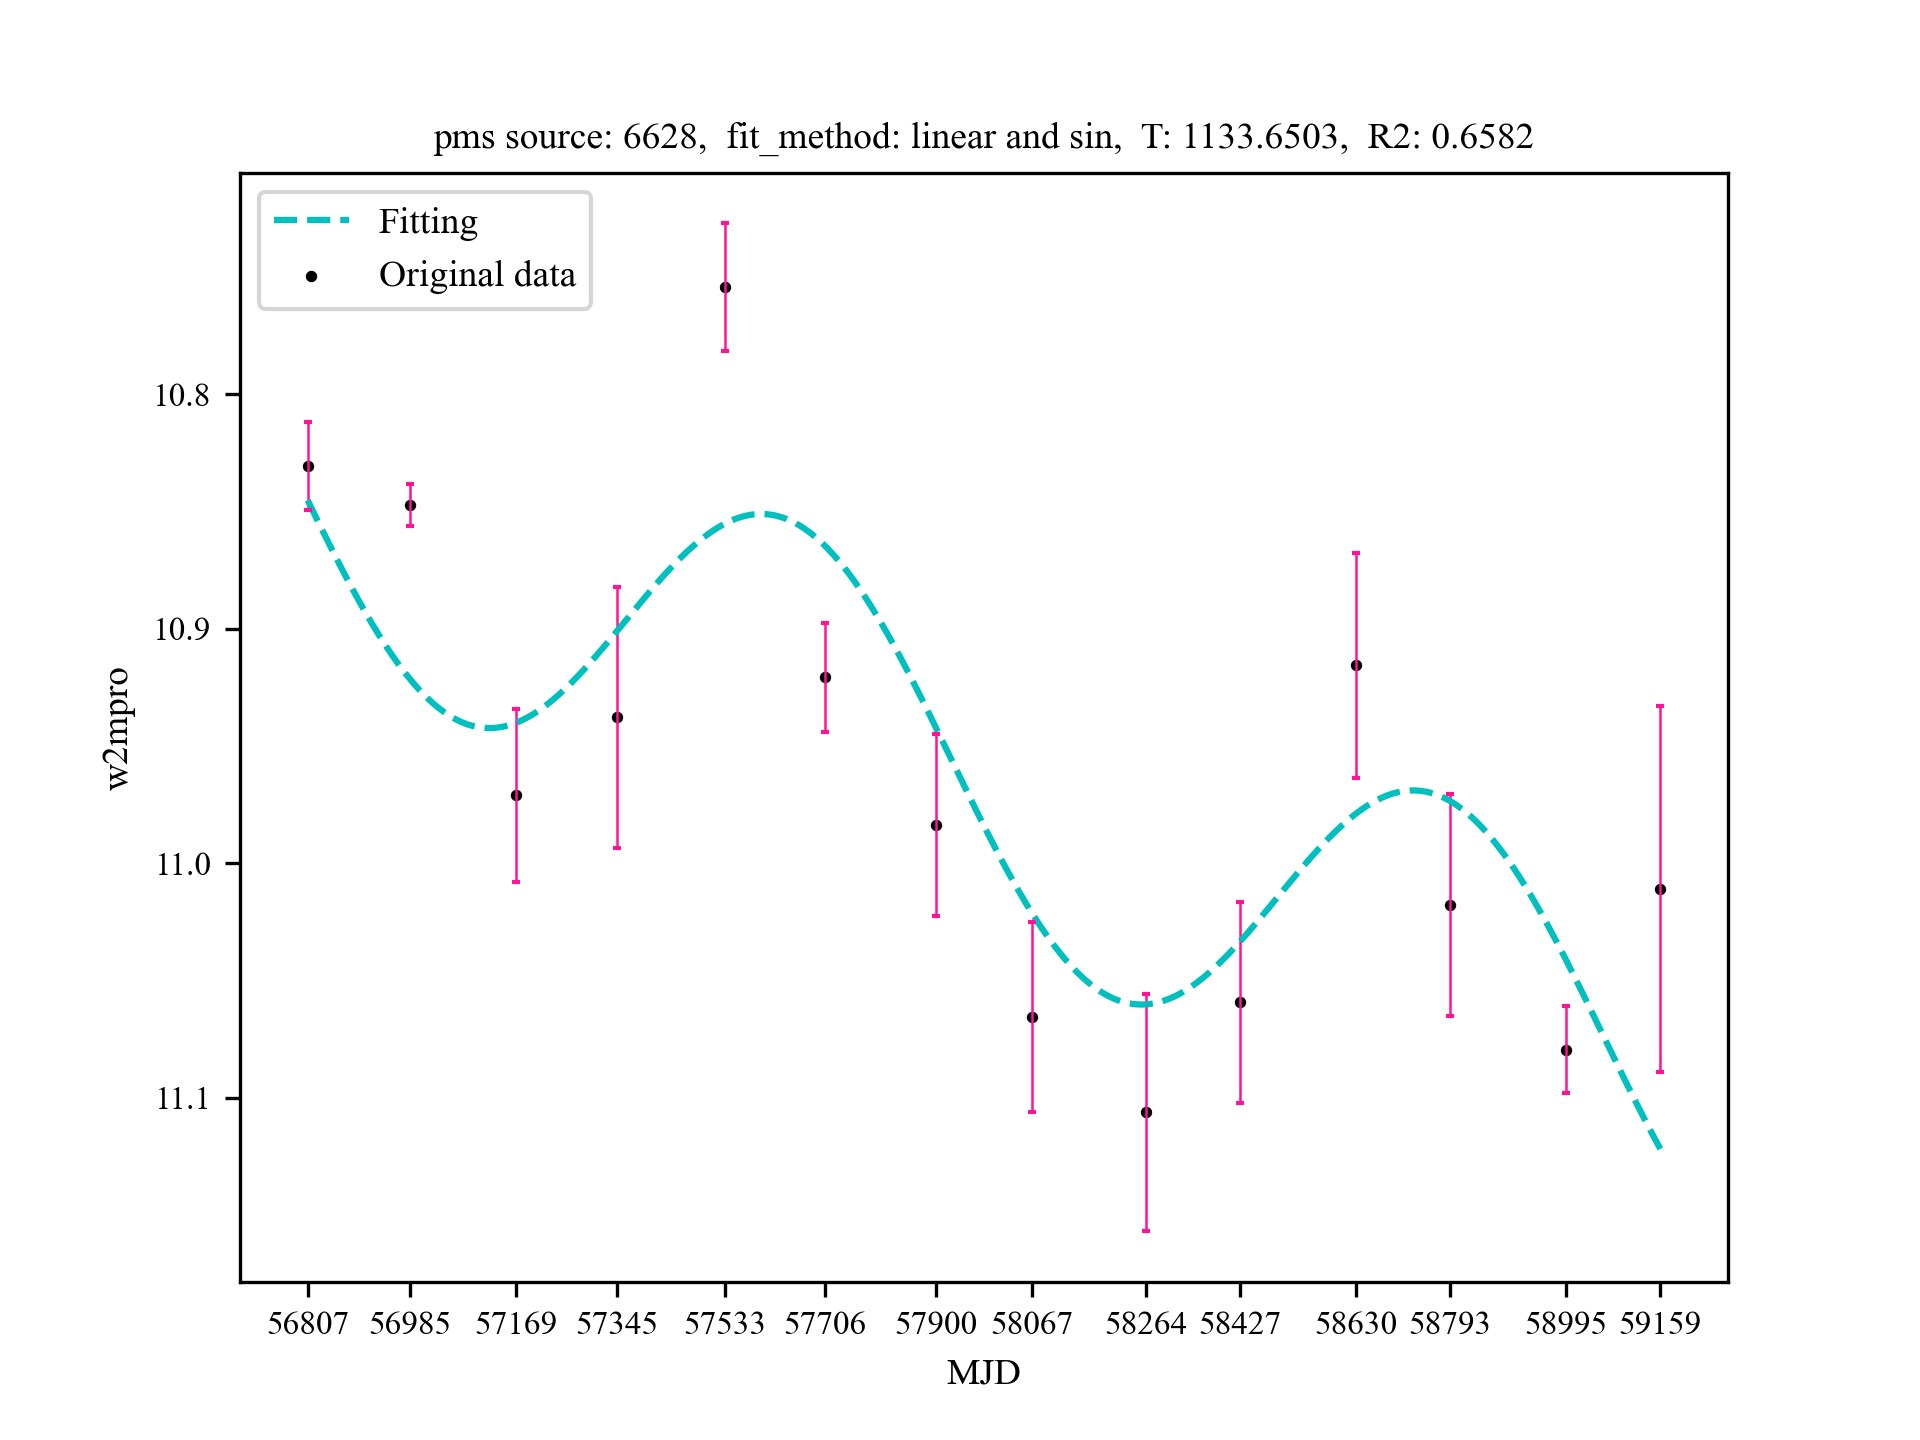 pms source: 6628,  fit_method: linear and sin,  T: 1133.6503,  R2: 0.6582
Fitting
Original data
10.8
10.9
11.0
11.1
w2mpro
56807 56985 57169 57345 57533 57706 57900 58067 58264 58427 58630 58793 58995 59159
MJD